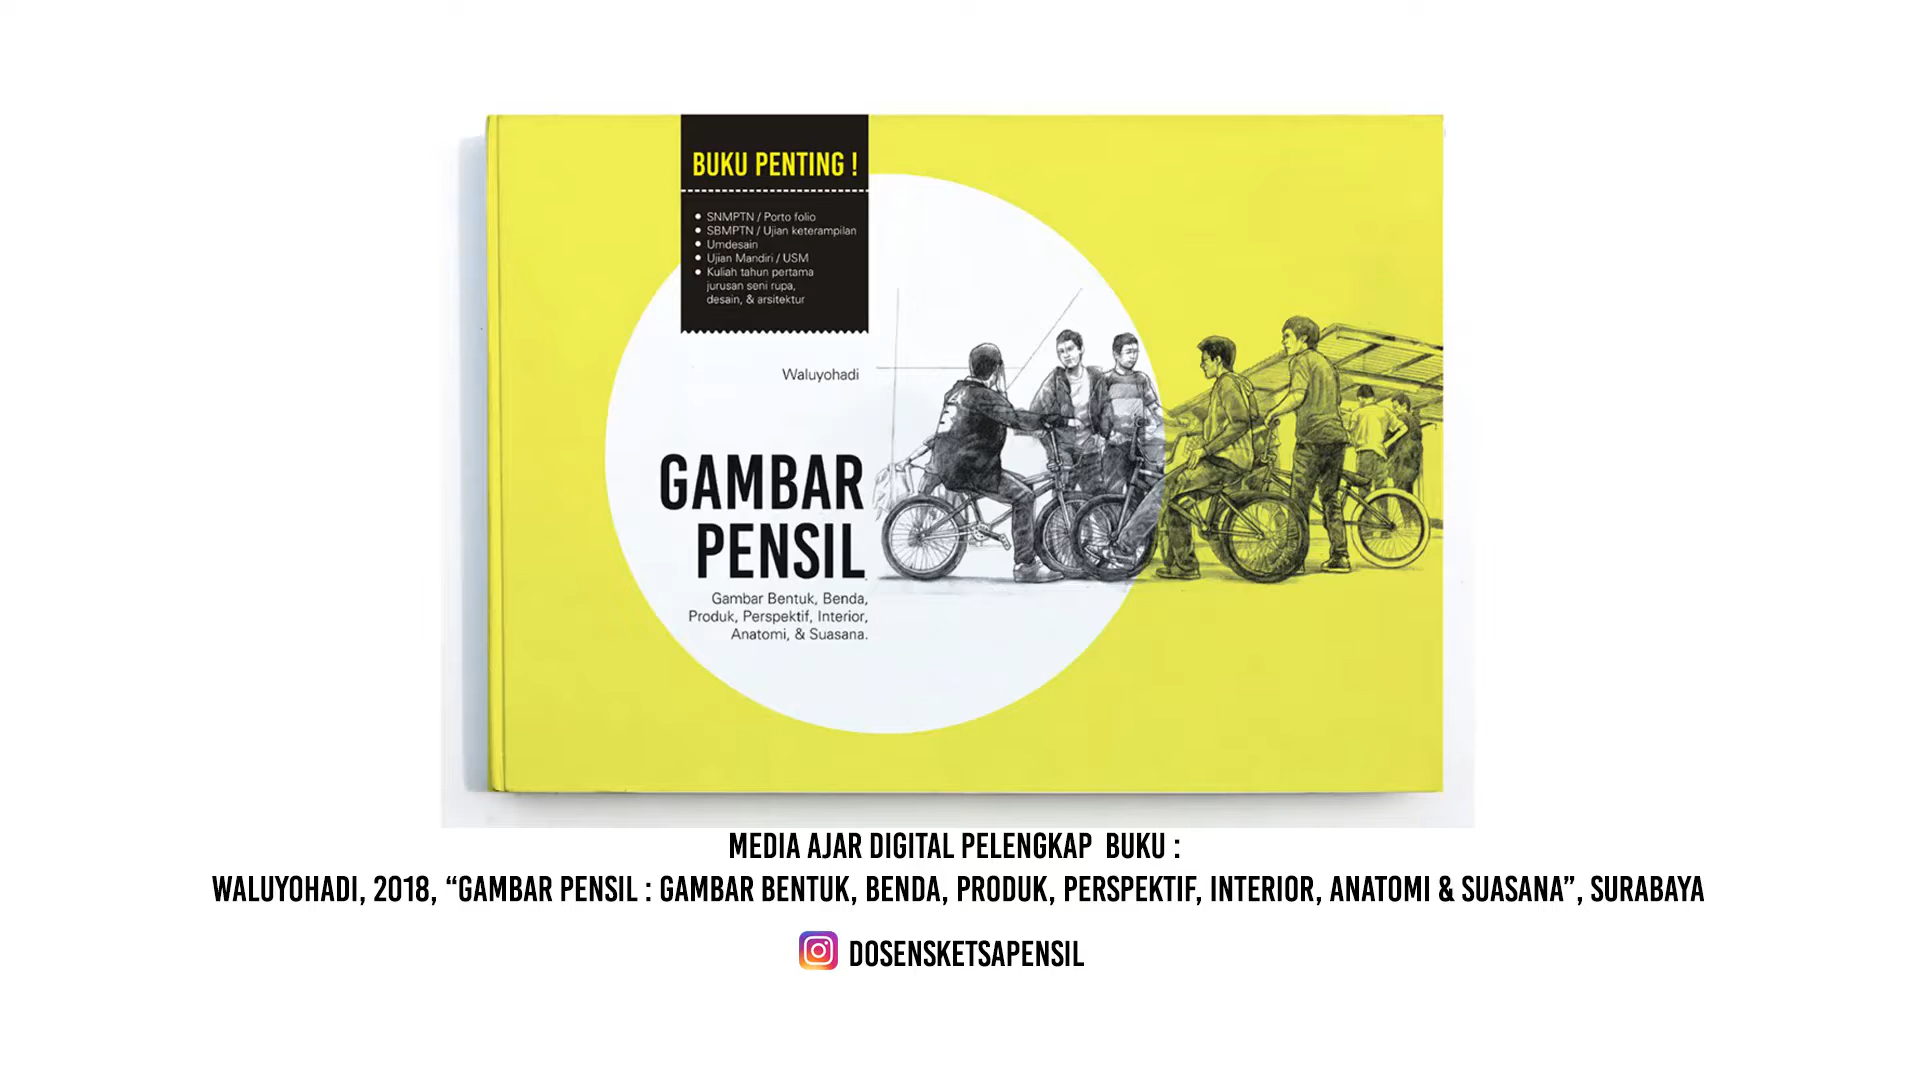 BUKU PENTING !
SNMPTN / Porto folio
SBMPTN / Ujian keterampilan
Umdesain
Ujian Mandiri / USM
Kuliah tahun pertama
jurusan seni rupa,
desain, & arsitektur
Waluyohadi
GAMBAR
PENSIL
Gambar Bentuk, Benda,
Produk, Perspektif, Interior,
Anatomi, & Suasana.
MEDIA AJAR DIGITAL PELENGKAP BUKU :
WALUYOHADI, 2018, “GAMBAR PENSIL : GAMBAR BENTUK, BENDA, PRODUK, PERSPEKTIF, INTERIOR, ANATOMI & SUASANA”, SURABAYA
DOSENSKETSAPENSIL